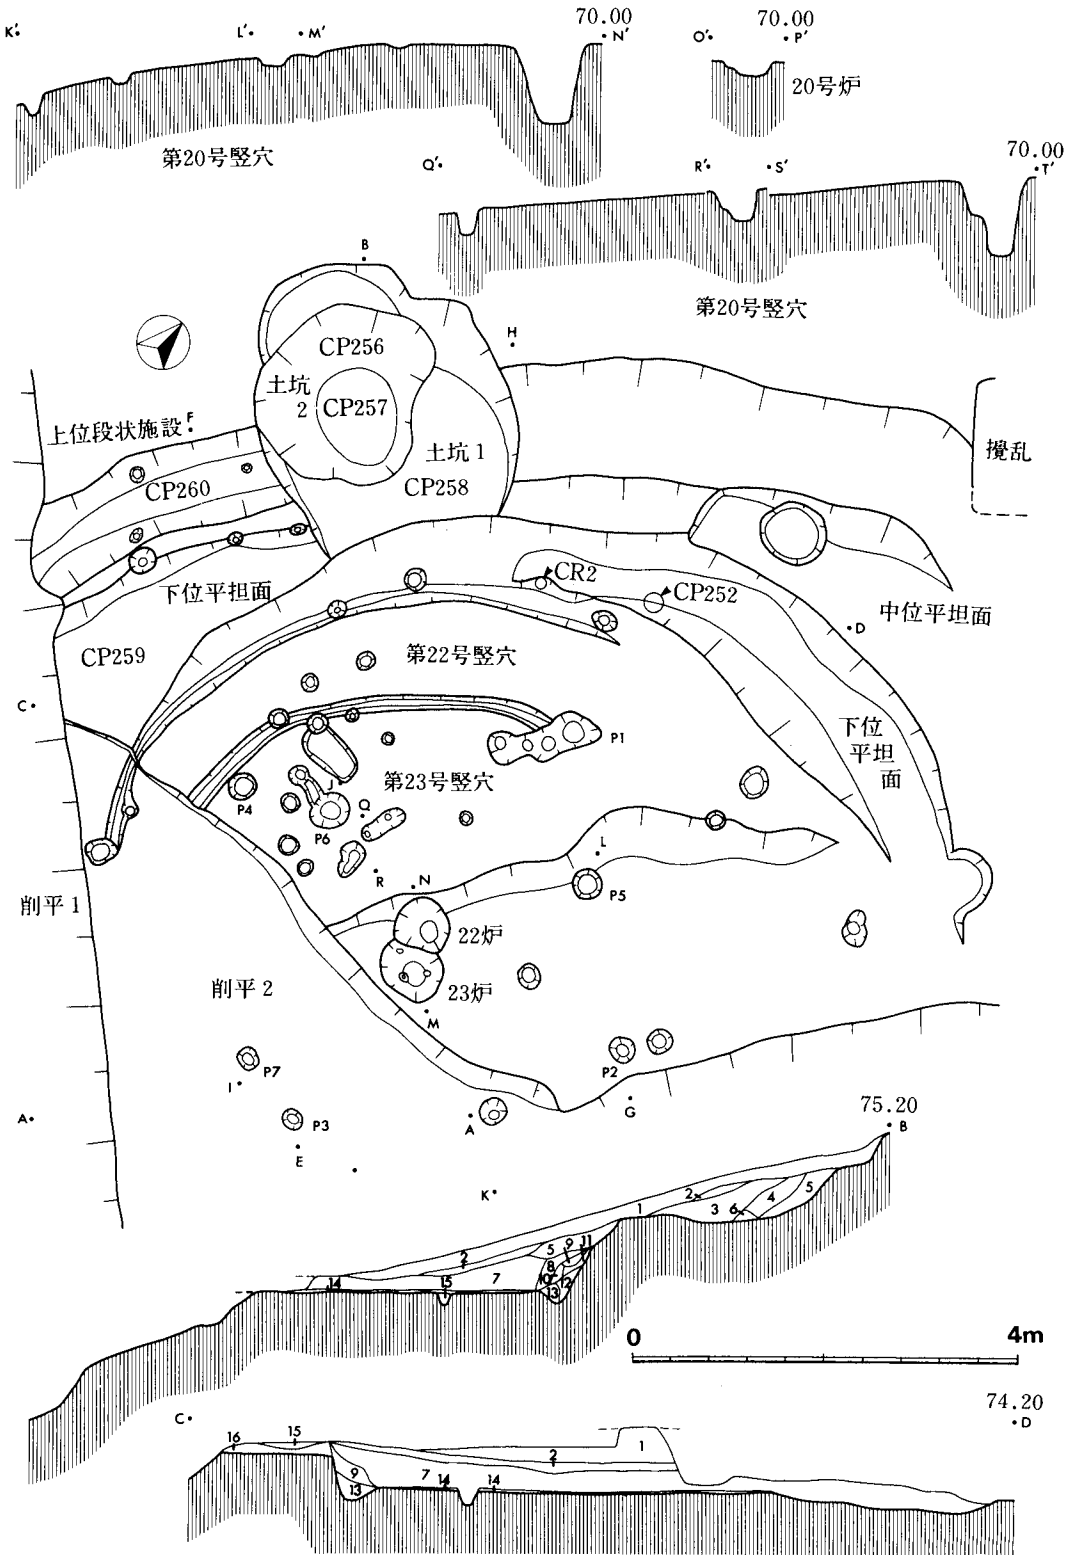 70.00
70.00
K'
L'
M'
N'
O'
P'
20号炉
第20号竪穴
70.00
Q'
R'
S'
T'
第20号竪穴
B
H
CP256
土坑
2
CP257
上位段状施設
F
土坑1
攪乱
CP260
CP258
下位平担面
CR2
CP252
中位平坦面
D
CP259
第22号竪穴
C
下位
平坦
面
P1
第23号竪穴
J
P4
Q
P6
L
R
N
P5
削平1
22炉
削平2
23炉
M
P7
I
P2
G
A
P3
A
E
K
75.20
B
1
2
3
6
4
5
2
5
9
11
8
7
10
12
13
14
15
0
4m
74.20
C
D
16
15
1
2
9
7
14
14
13